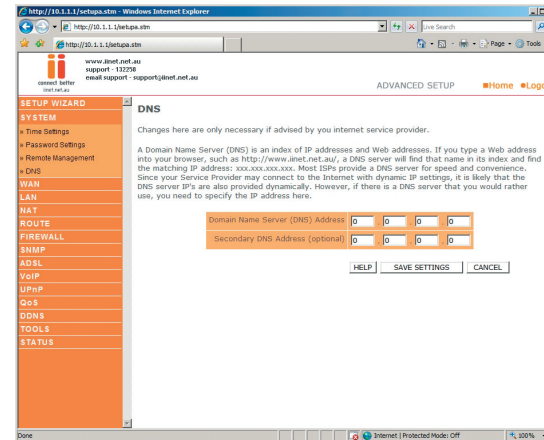 http://10.1.1.1/setupa.stm - Windows Internet Explorer
http://10.1.1.1/setupa.stm
Live Search
http://10.1.1.1/setupa.stm
Page
Tools
www.iinet.net.au
support - 132258
email support - support@iinet.net.au
connect better
iinet.net.au
ADVANCED SETUP
Home
SETUP WIZARD
SYSTEM
» Time Settings
» Password Settings
» Remote Management
» DNS
WAN
LAN
NAT
ROUTE
FIREWALL
SNMP
ADSL
VoIP
UPnP
QoS
DDNS
TOOLS
STATUS
DNS
Changes here are only necessary if advised by you internet service provider.
A Domain Name Server (DNS) is an index of IP addresses and Web addresses. If you type a Web address
into your browser, such as http://www.iinet.net.au/, a DNS server will find that name in its index and find
the matching IP address: xxx.xxx.xxx.xxx. Most ISPs provide a DNS server for speed and convenience.
Since your Service Provider may connect to the Internet with dynamic IP settings, it is likely that the
DNS server IP's are also provided dynamically. However, if there is a DNS server that you would rather
use, you need to specify the IP address here.
Domain Name Server (DNS) Address 0 . 0 . 0 . 0
Secondary DNS Address (optional) 0 . 0 . 0 . 0
HELP SAVE SETTINGS CANCEL
Done
Internet | Protected Mode: Off
100%